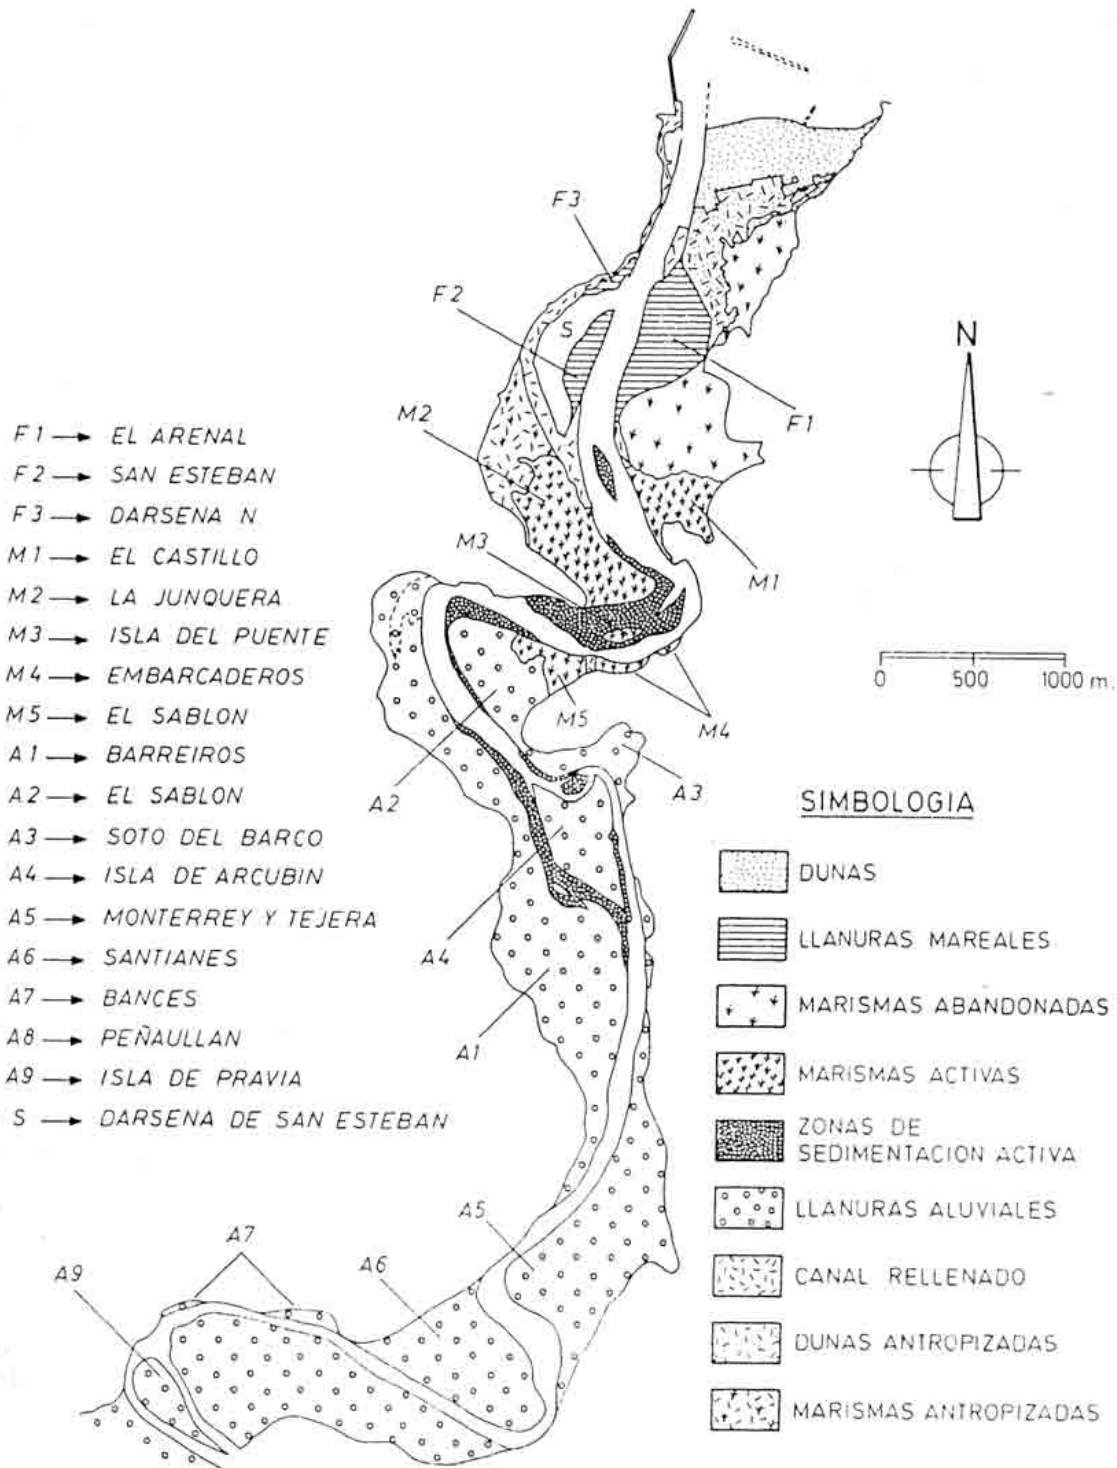 F3
F2
S
N
M2
F1
F1 → EL ARENAL
F2 → SAN ESTEBAN
F3 → DARSENA N
M1 → EL CASTILLO
M2 → LA JUNQUERA
M3 → ISLA DEL PUENTE
M4 → EMBARCADEROS
M5 → EL SABLON
A1 → BARREIROS
A2 → EL SABLON
A3 → SOTO DEL BARCO
A4 → ISLA DE ARCUBIN
A5 → MONTERREY Y TEJERA
A6 → SANTIANES
A7 → BANCES
A8 → PEÑAULLAN
A9 → ISLA DE PRAVIA
S → DARSENA DE SAN ESTEBAN
M3
M1
0 500 1000 m.
M5
M4
A2
A3
A4
A1
A5
A7
A6
A9
SIMBOLOGIA
DUNAS
LLANURAS MAREALES
MARISMAS ABANDONADAS
MARISMAS ACTIVAS
ZONAS DE
SEDIMENTACION ACTIVA
LLANURAS ALUVIALES
CANAL RELLENADO
DUNAS ANTROPIZADAS
MARISMAS ANTROPIZADAS